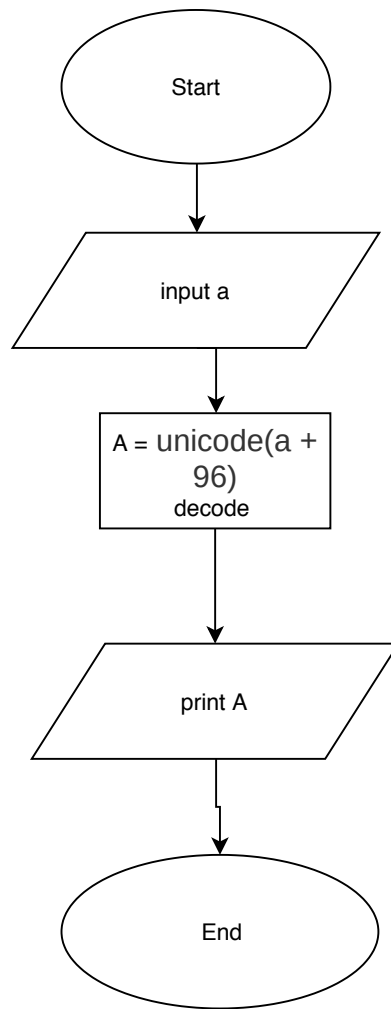 Start
input a
A = unicode(a +
96)
decode
print A
End